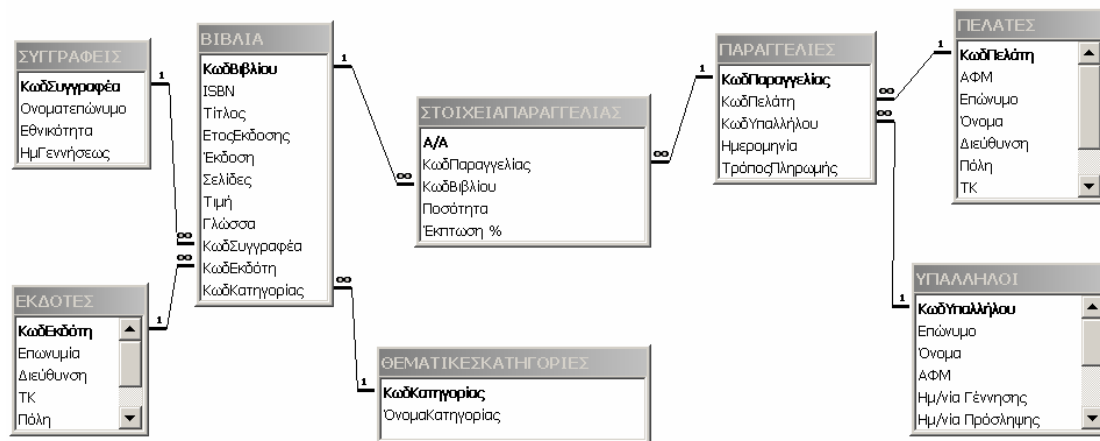 ΣΥΓΓΡΑΦΕΙΣ
ΚωδΣυγγραφέα
Ονοματεπώνυμο
Εθνικότητα
ΗμΓεννήσεως
1
∞
ΒΙΒΛΙΑ
ΚωδΒιβλίου
ISBN
Τίτλος
ΕτοςΕκδοσης
Έκδοση
Σελίδες
Τιμή
Γλώσσα
ΚωδΣυγγραφέα
ΚωδΕκδότη
ΚωδΚατηγορίας
1
∞
ΕΚΔΟΤΕΣ
ΚωδΕκδότη
Επωνυμία
Διεύθυνση
ΤΚ
Πόλη
1
∞
ΣΤΟΙΧΕΙΑΠΑΡΑΓΓΕΛΙΑΣ
Α/Α
ΚωδΠαραγγελίας
ΚωδΒιβλίου
Ποσότητα
Έκπτωση %
∞
∞
ΘΕΜΑΤΙΚΕΣΚΑΤΗΓΟΡΙΕΣ
ΚωδΚατηγορίας
ΌνομαΚατηγορίας
1
ΠΑΡΑΓΓΕΛΙΕΣ
ΚωδΠαραγγελίας
ΚωδΠελάτη
ΚωδΥπαλλήλου
Ημερομηνία
ΤρόποςΠληρωμής
1
∞
∞
ΠΕΛΑΤΕΣ
ΚωδΠελάτη
ΑΦΜ
Επώνυμο
Όνομα
Διεύθυνση
Πόλη
ΤΚ
1
ΥΠΑΛΛΗΛΟΙ
ΚωδΥπαλλήλου
Επώνυμο
Όνομα
ΑΦΜ
Ημ/νία Γέννησης
Ημ/νία Πρόσληψης
1